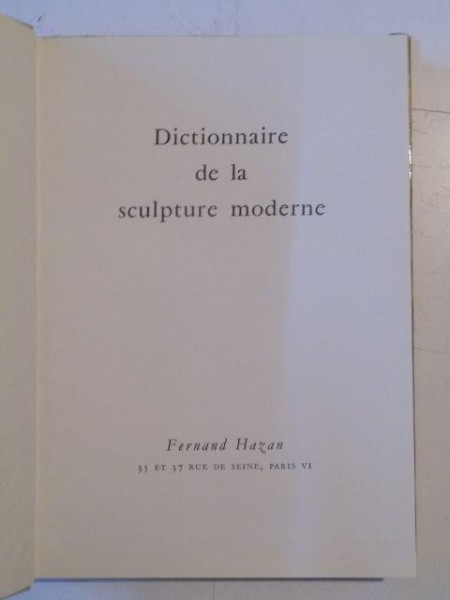 Dictionnaire
de la
sculpture moderne
Fernand Hazan
35 ET 37 RUE DE SEINE, PARIS VI